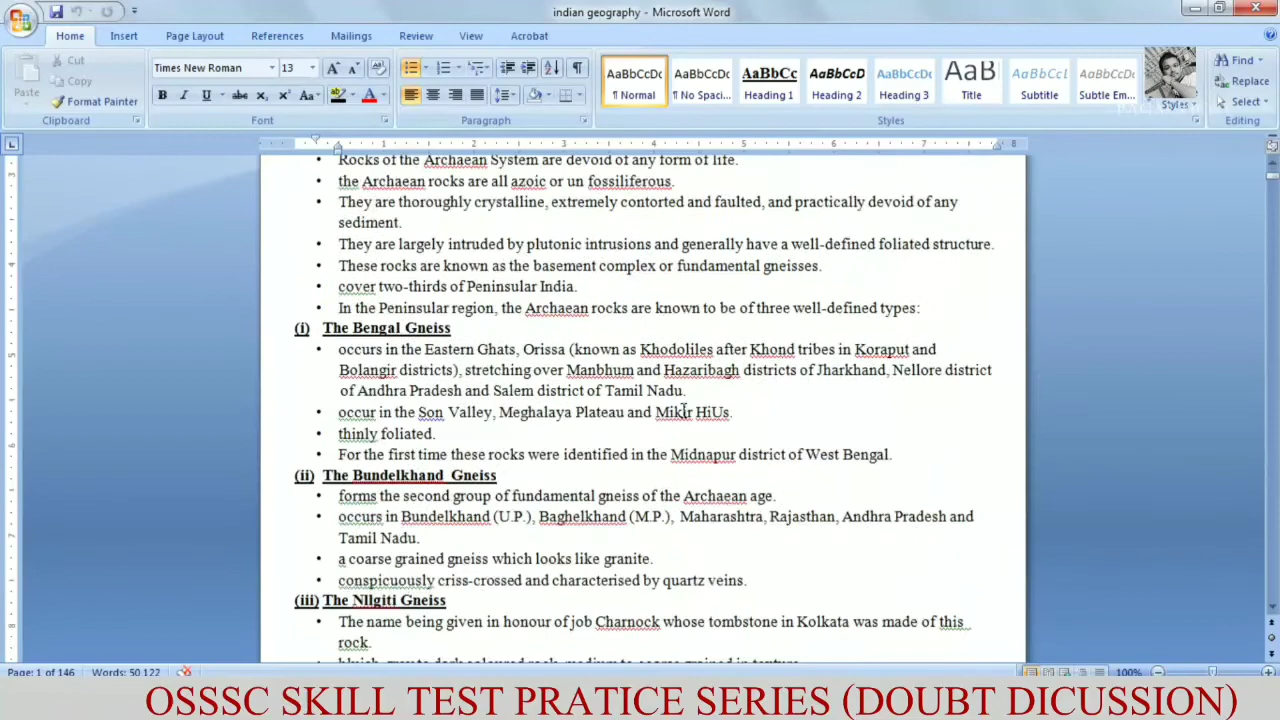 indian geography - Microsoft Word
Home Insert Page Layout References Mailings Review View Acrobat
Paste
Cut
Copy
Format Painter
Clipboard
Times New Roman 13
Font
Paragraph
AaBbCcDc AaBbCcDc AaBbCc AaBbCcD AaBbCcDc AaB AaBbCcDc AaBbCcDc
¶ Normal ¶ No Spaci... Heading 1 Heading 2 Heading 3 Title Subtitle Subtle Em...
Styles
Styles
Find
Replace
Select
Editing
1 2 3 4 5 6 7 8
• Rocks of the Archaean System are devoid of any form of life.
• the Archaean rocks are all azoic or un fossiliferous.
• They are thoroughly crystalline, extremely contorted and faulted, and practically devoid of any
sediment.
• They are largely intruded by plutonic intrusions and generally have a well-defined foliated structure.
• These rocks are known as the basement complex or fundamental gneisses.
• cover two-thirds of Peninsular India.
• In the Peninsular region, the Archaean rocks are known to be of three well-defined types:
(i) The Bengal Gneiss
• occurs in the Eastern Ghats, Orissa (known as Khodoliles after Khond tribes in Koraput and
Bolangir districts), stretching over Manbhum and Hazaribagh districts of Jharkhand, Nellore district
of Andhra Pradesh and Salem district of Tamil Nadu.
• occur in the Son Valley, Meghalaya Plateau and Mikir HiUs.
• thinly foliated.
• For the first time these rocks were identified in the Midnapur district of West Bengal.
(ii) The Bundelkhand Gneiss
• forms the second group of fundamental gneiss of the Archaean age.
• occurs in Bundelkhand (U.P.), Baghelkhand (M.P.), Maharashtra, Rajasthan, Andhra Pradesh and
Tamil Nadu.
• a coarse grained gneiss which looks like granite.
• conspicuously criss-crossed and characterised by quartz veins.
(iii) The NIlgiti Gneiss
• The name being given in honour of job Charnock whose tombstone in Kolkata was made of this
rock.
Page: 1 of 146 Words: 50,122 100%
OSSSC SKILL TEST PRATICE SERIES (DOUBT DICUSSION)